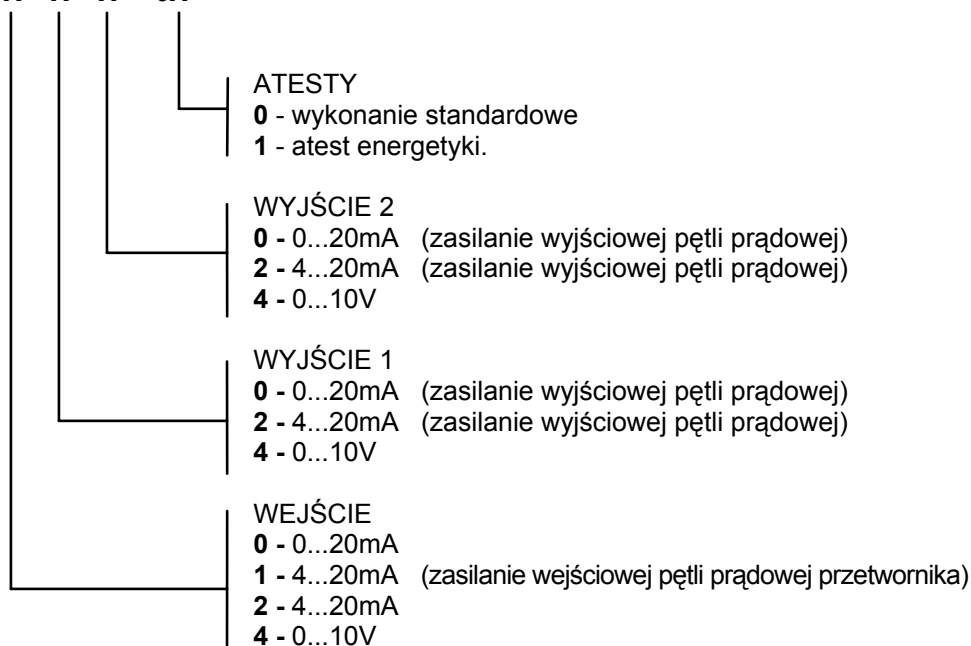 ATESTY
0 - wykonanie standardowe
1 - atest energetyki.
WYJŚCIE 2
0 - 0...20mA (zasilanie wyjściowej pętli prądowej)
2 - 4...20mA (zasilanie wyjściowej pętli prądowej)
4 - 0...10V
WYJŚCIE 1
0 - 0...20mA (zasilanie wyjściowej pętli prądowej)
2 - 4...20mA (zasilanie wyjściowej pętli prądowej)
4 - 0...10V
WEJŚCIE
0 - 0...20mA
1 - 4...20mA (zasilanie wejściowej pętli prądowej przetwornika)
2 - 4...20mA
4 - 0...10V